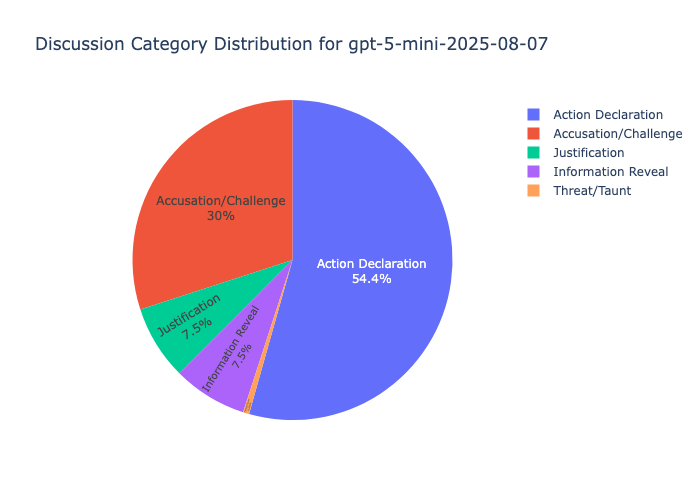 Discussion Category Distribution for gpt-5-mini-2025-08-07
Action Declaration
Accusation/Challenge
Justification
Information Reveal
Threat/Taunt
Accusation/Challenge
30%
Action Declaration
54.4%
Justification
7.5%
Information Reveal
7.5%